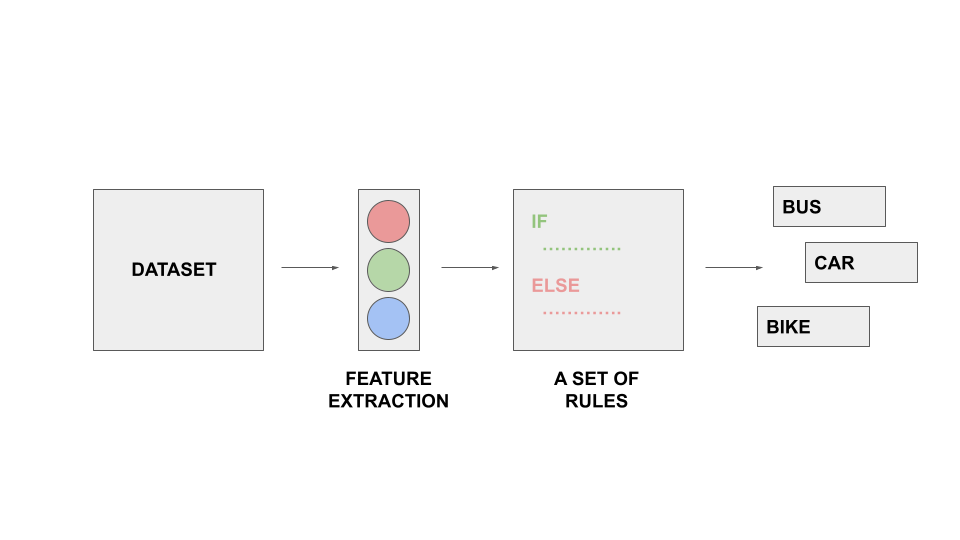 DATASET
FEATURE
EXTRACTION
IF
.............
ELSE
.............
A SET OF
RULES
BUS
CAR
BIKE